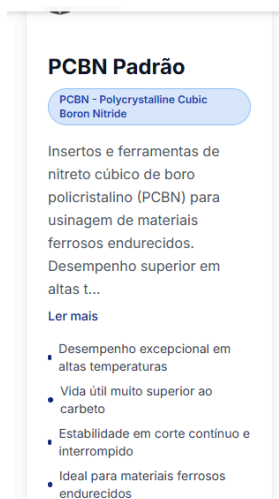 PCBN Padrão
PCBN - Polycrystalline Cubic
Boron Nitride
Insertos e ferramentas de
nitreto cúbico de boro
policristalino (PCBN) para
usinagem de materiais
ferrosos endurecidos.
Desempenho superior em
altas t...
Ler mais
Desempenho excepcional em
altas temperaturas
Vida útil muito superior ao
carbeto
Estabilidade em corte contínuo e
interrompido
Ideal para materiais ferrosos
endurecidos